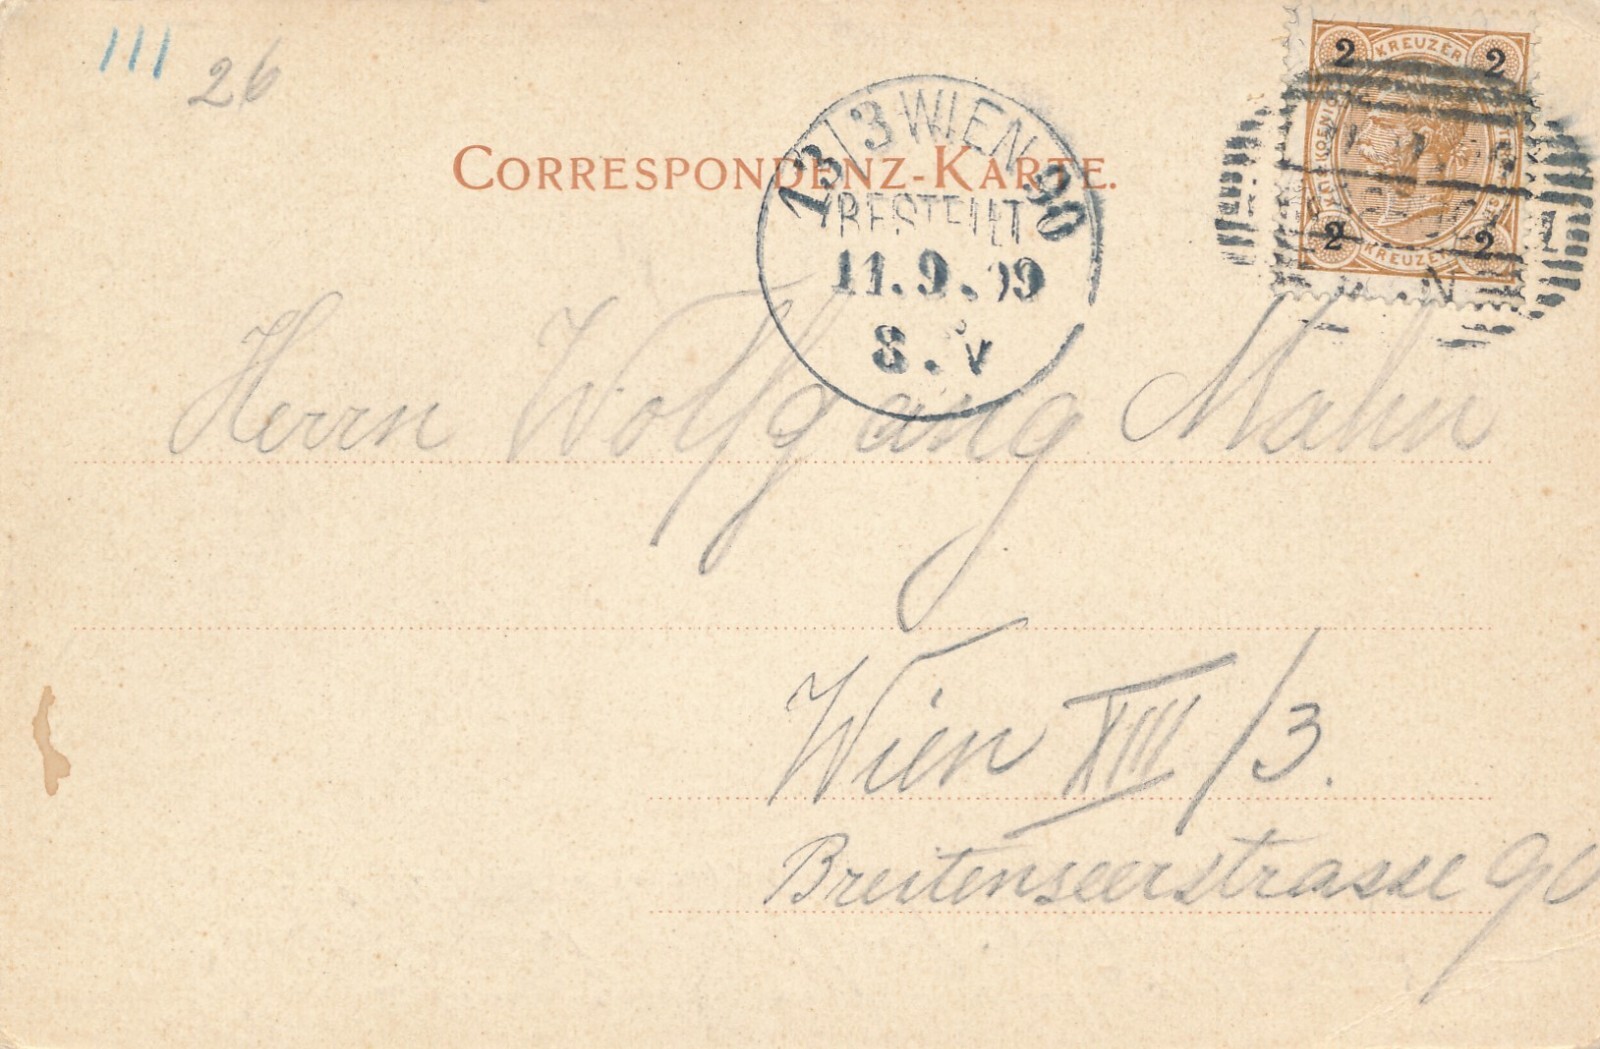 III 26
CORRESPONDENZ-KARTE.
2 KREUZER 2
2 KREUZER 2
13/3 WIEN 90
BESTELLT
11.9.99
8.V
Herrn Wolfgang Mahn
Wien XIII/3.
Breitenseerstrasse 90